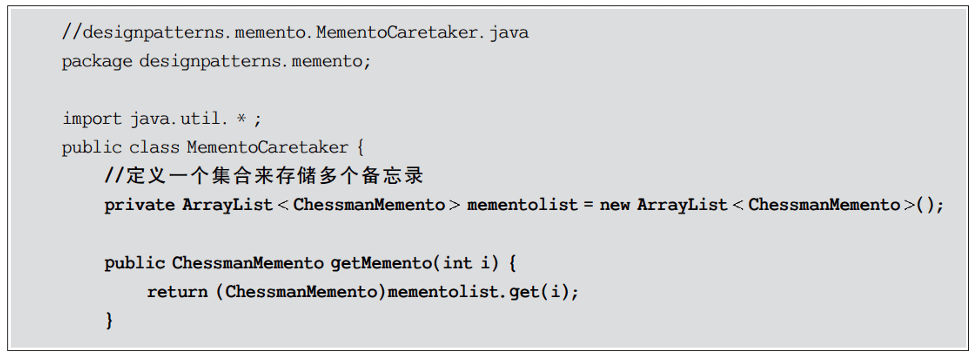 //designpatterns.memento.MementoCaretaker.java
package designpatterns.memento;
import java.util. * ;
public class MementoCaretaker {
//定义一个集合来存储多个备忘录
private ArrayList < ChessmanMemento > mementolist = new ArrayList < ChessmanMemento >();
public ChessmanMemento getMemento(int i) {
return (ChessmanMemento)mementolist.get(i);
}